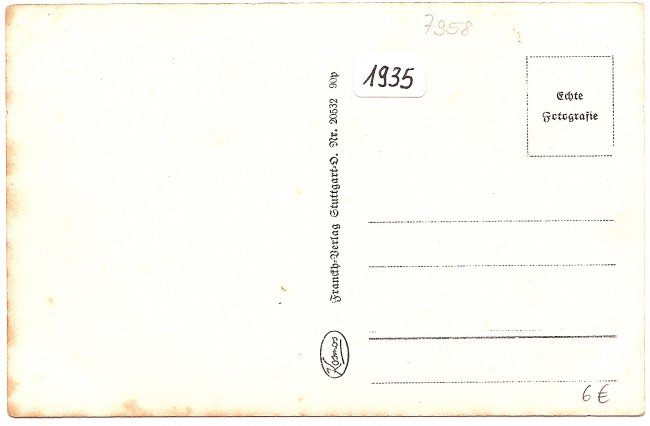 7958
1935
Echte
Fotografie
Franckh-Verlag Stuttgart-O. Nr. 20532 90p
Kosmos
6 €